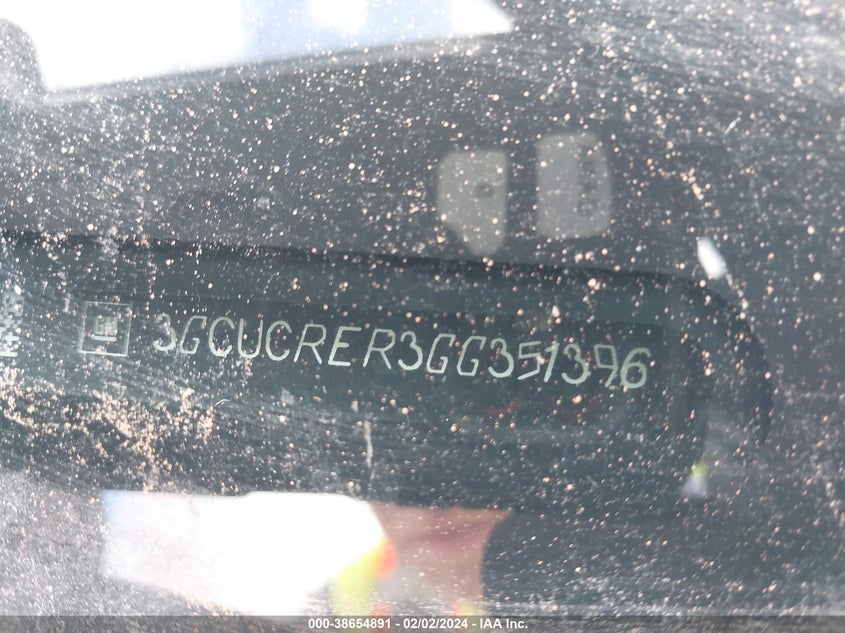 3GCUCRER3GG351396
000-38654891 - 02/02/2024 - IAA Inc.